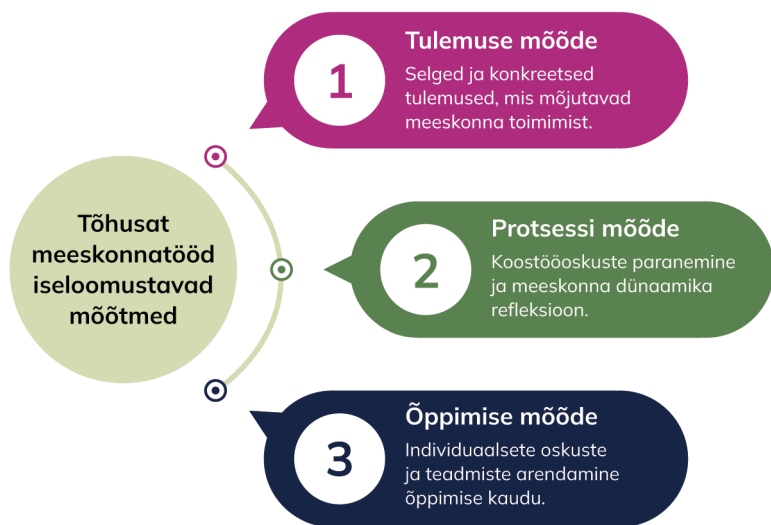 Tõhusat
meeskonnatööd
iseloomustavad
mõõtmed
1
Tulemuse mõõde
Selged ja konkreetsed
tulemused, mis mõjutavad
meeskonna toimimist.
2
Protsessi mõõde
Koostööoskuste paranemine
ja meeskonna dünaamika
refleksioon.
3
Õppimise mõõde
Individuaalsete oskuste
ja teadmiste arendamine
õppimise kaudu.